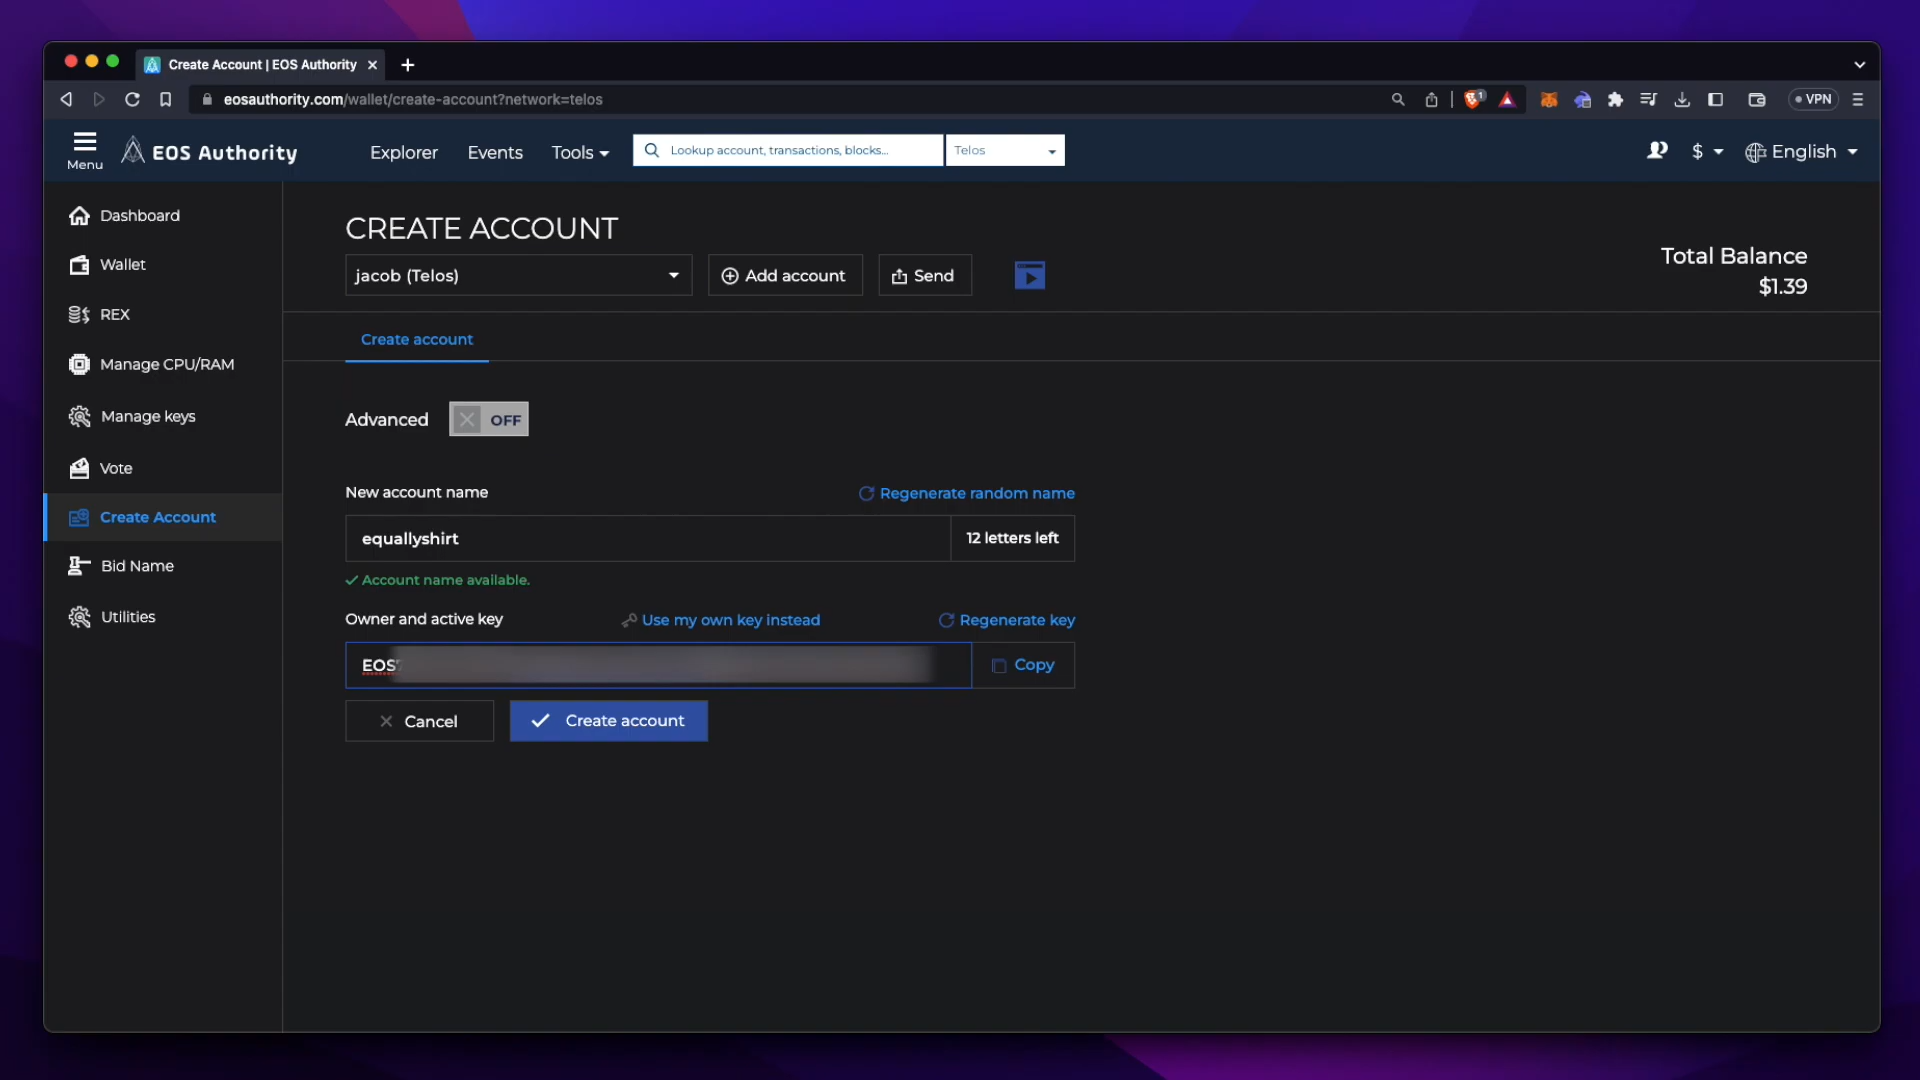 Create Account | EOS Authority
eosauthority.com/wallet/create-account?network=telos
1
VPN
Menu
EOS Authority
Explorer
Events
Tools
Lookup account, transactions, blocks...
Telos
$
English
Dashboard
Wallet
REX
Manage CPU/RAM
Manage keys
Vote
Create Account
Bid Name
Utilities
CREATE ACCOUNT
jacob (Telos)
Add account
Send
Total Balance
$1.39
Create account
Advanced
OFF
New account name
Regenerate random name
equallyshirt
12 letters left
Account name available.
Owner and active key
Use my own key instead
Regenerate key
EOS
Copy
Cancel
Create account